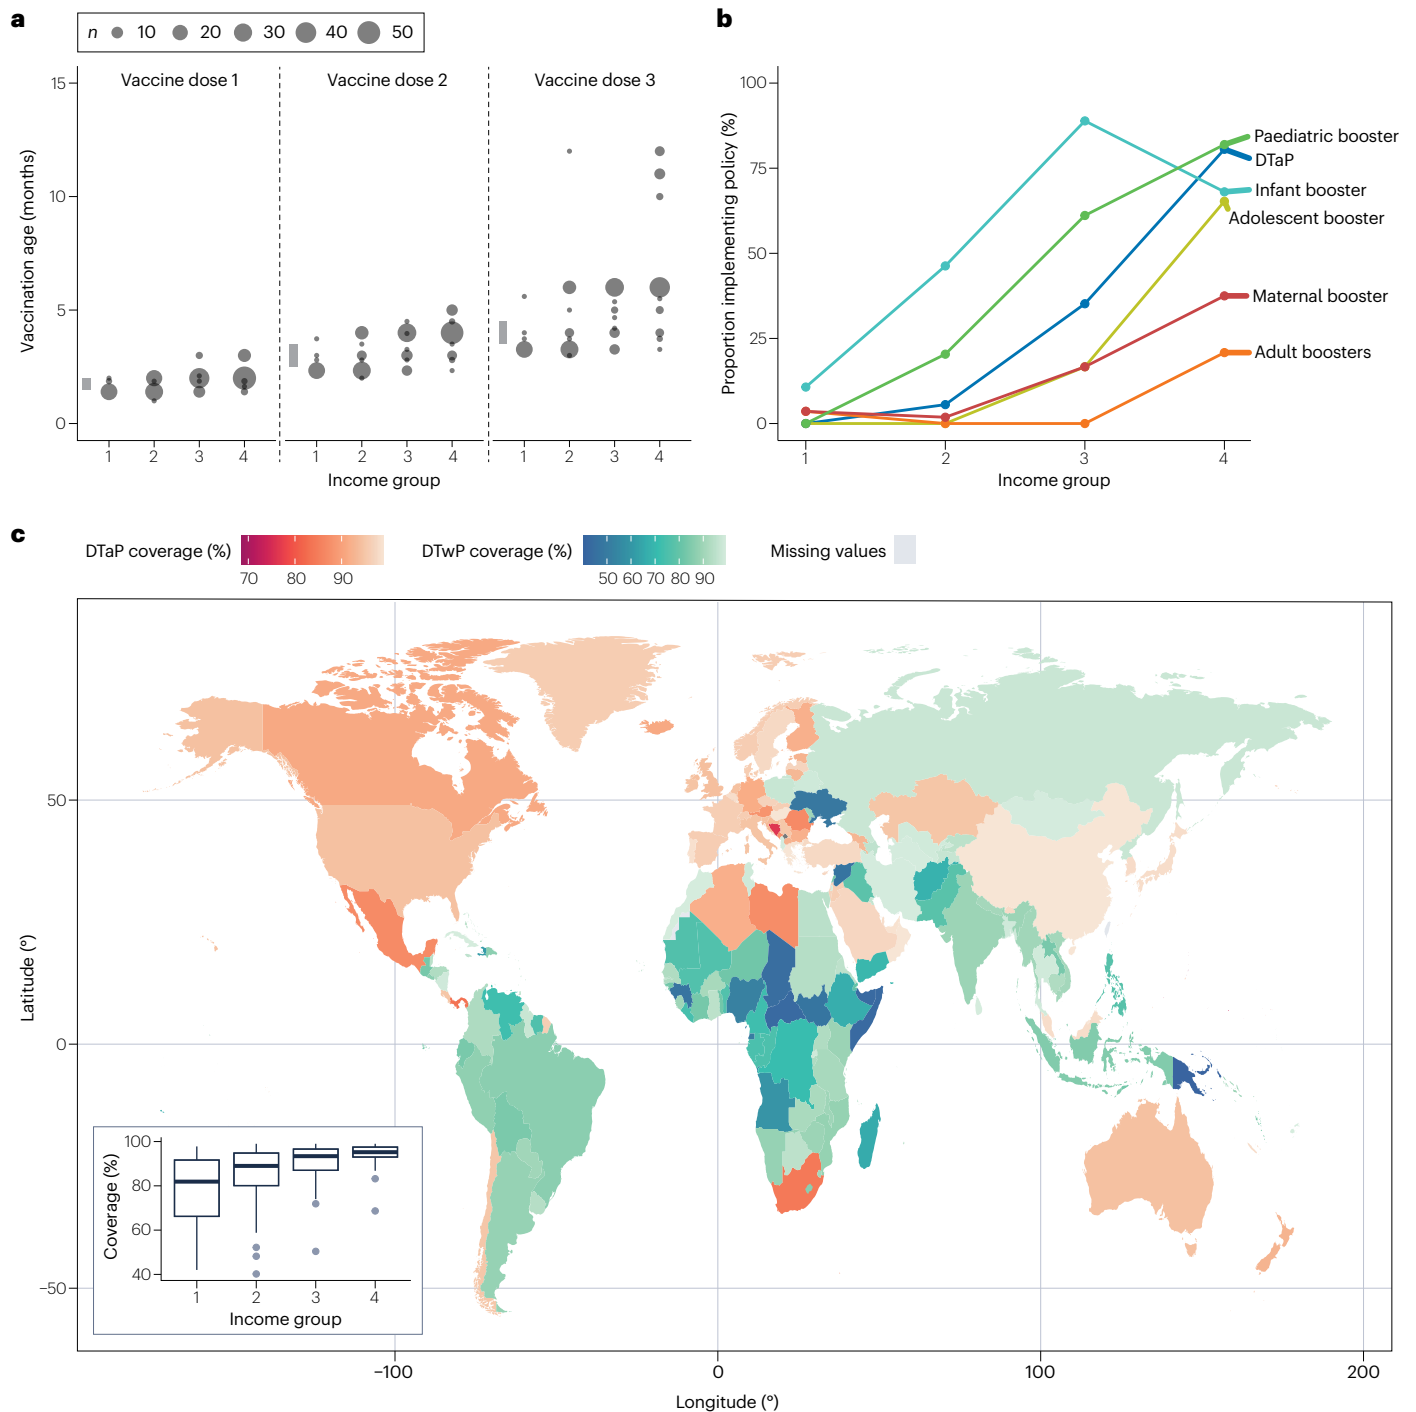 a
n 10 20 30 40 50
Vaccine dose 1 Vaccine dose 2 Vaccine dose 3
Vaccination age (months)
15
10
5
0
1 2 3 4 1 2 3 4 1 2 3 4
Income group
b
Proportion implementing policy (%)
100
75
50
25
0
Paediatric booster
DTaP
Infant booster
Adolescent booster
Maternal booster
Adult boosters
1 2 3 4
Income group
c
DTaP coverage (%)
70 80 90
DTwP coverage (%)
50 60 70 80 90
Missing values
Latitude (°)
50
0
−50
Coverage (%)
100
80
60
40
1 2 3 4
Income group
−100 0 100 200
Longitude (°)